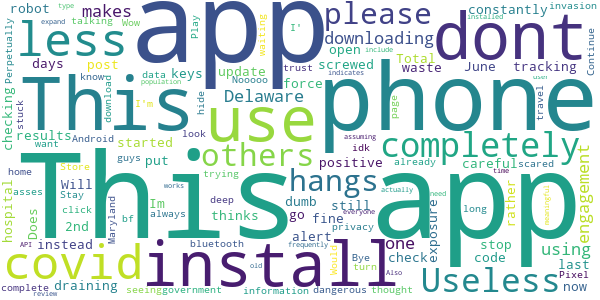 robot
makes
Wow
talking
app
please
constantly
invasion
type
expand
installed
Perpetually
less
downloading
dont
robot
days
post
waiting
Play
I'
open
screwed
Total
tracking
Continue
stuck
checking
know
data
keys
update
trust
Nooooo
force
waste
June
population
I'm
download
hide
Delaware
phone
include
indicates
user
This
use
page
travel
results
Android
started
look
others
positive
completely
want
guys
put
trying
idk
already
careful
scared
home
Store
Will
Im
thinks
hangs
dumb
assuming
need
time
hospital
asses
Stay
always
deep
still
works
actually
long
meaningful
Does
click
Maryland
bf
go
fine
everyone
exposure
rather
engagement
2nd
This app
API
instead
bluetooth
alert
one
privacy
check
stop
code
using
covid
install
Would
Bye
turn
Useless
last
Pixel
now
draining
complete
review
seeing
government
old
information
frequently
dangerous
thought
Also